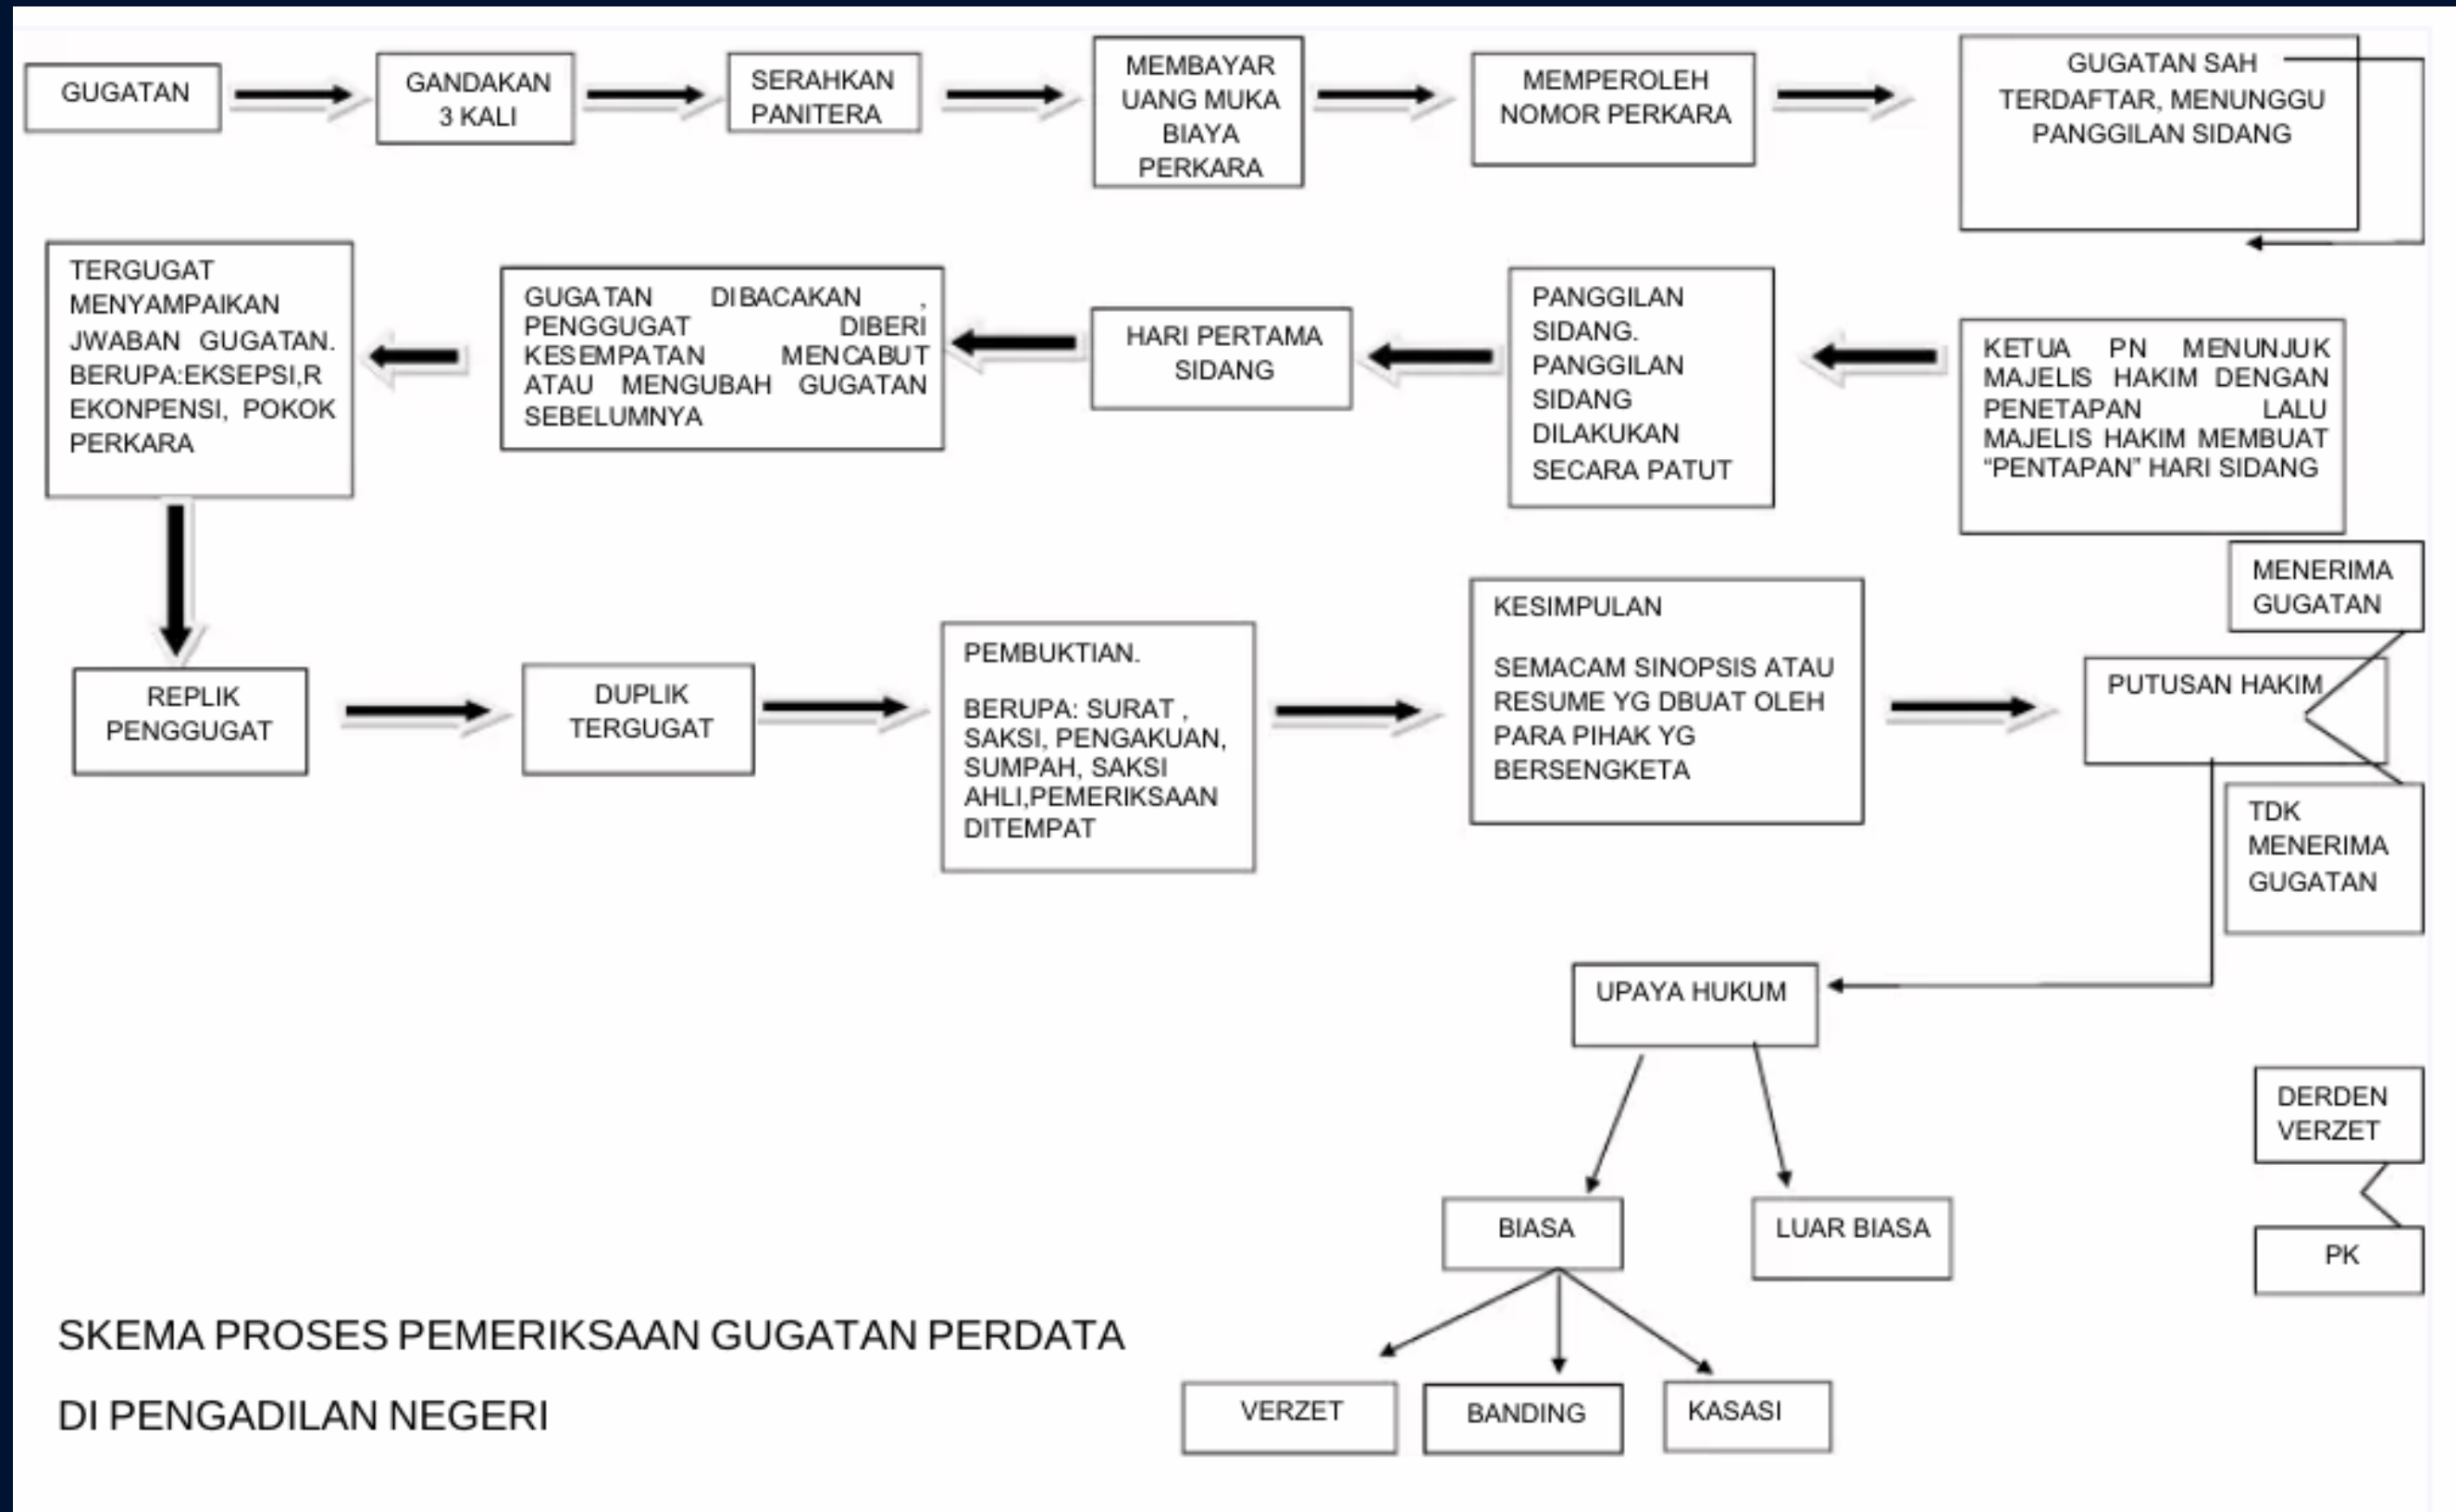 GUGATAN
GANDAKAN
3 KALI
SERAHKAN
PANITERA
MEMBAYAR
UANG MUKA
BIAYA
PERKARA
MEMPEROLEH
NOMOR PERKARA
GUGATAN SAH
TERDAFTAR, MENUNGGU
PANGGILAN SIDANG
KETUA PN MENUNJUK
MAJELIS HAKIM DENGAN
PENETAPAN LALU
MAJELIS HAKIM MEMBUAT
“PENTAPAN” HARI SIDANG
PANGGILAN
SIDANG.
PANGGILAN
SIDANG
DILAKUKAN
SECARA PATUT
HARI PERTAMA
SIDANG
GUGATAN DIBACAKAN ,
PENGGUGAT DIBERI
KESEMPATAN MENCABUT
ATAU MENGUBAH GUGATAN
SEBELUMNYA
TERGUGAT
MENYAMPAIKAN
JWABAN GUGATAN.
BERUPA:EKSEPSI,R
EKONPENSI, POKOK
PERKARA
REPLIK
PENGGUGAT
DUPLIK
TERGUGAT
PEMBUKTIAN.
BERUPA: SURAT ,
SAKSI, PENGAKUAN,
SUMPAH, SAKSI
AHLI,PEMERIKSAAN
DITEMPAT
KESIMPULAN
SEMACAM SINOPSIS ATAU
RESUME YG DBUAT OLEH
PARA PIHAK YG
BERSENGKETA
PUTUSAN HAKIM
MENERIMA
GUGATAN
TDK
MENERIMA
GUGATAN
UPAYA HUKUM
BIASA
LUAR BIASA
DERDEN
VERZET
PK
VERZET
BANDING
KASASI
SKEMA PROSES PEMERIKSAAN GUGATAN PERDATA
DI PENGADILAN NEGERI